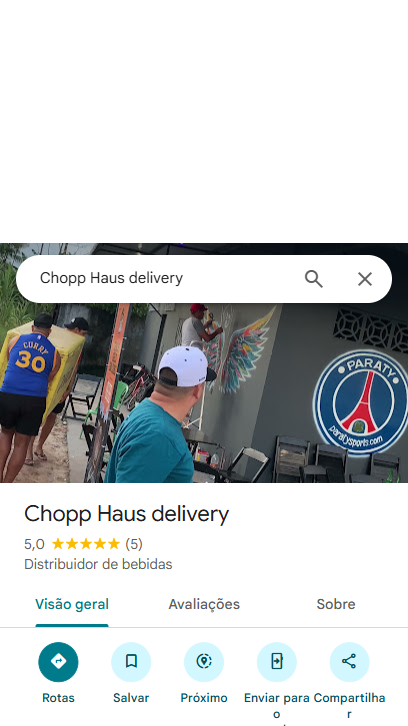 Chopp Haus delivery
CURRY
30
PARATY
paratysports.com
Chopp Haus delivery
5,0 (5)
Distribuidor de bebidas
Visão geral Avaliações Sobre
Rotas Salvar Próximo Enviar para Compartilha
o r